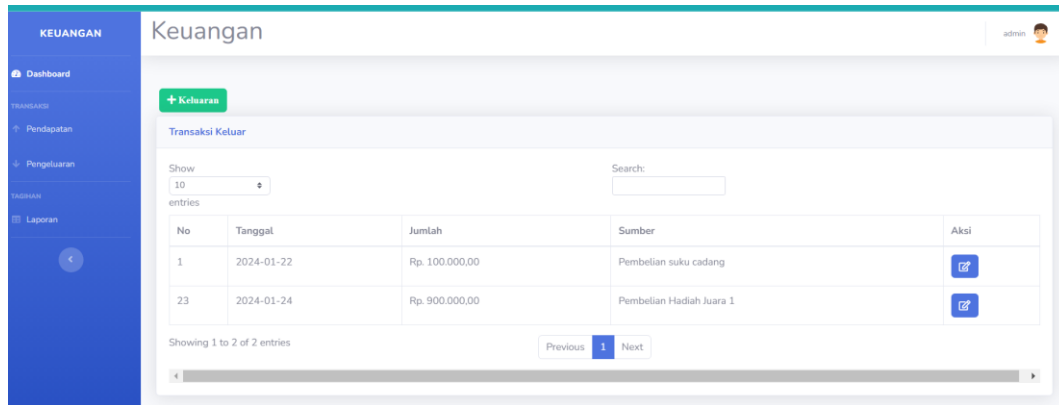 KEUANGAN
Keuangan
admin
Dashboard
TRANSAKSI
Pendapatan
Pengeluaran
TAGIHAN
Laporan
+ Keluaran
Transaksi Keluar
Show
10
entries
Search:
No Tanggal Jumlah Sumber Aksi
1 2024-01-22 Rp. 100.000,00 Pembelian suku cadang
23 2024-01-24 Rp. 900.000,00 Pembelian Hadiah Juara 1
Showing 1 to 2 of 2 entries
Previous 1 Next